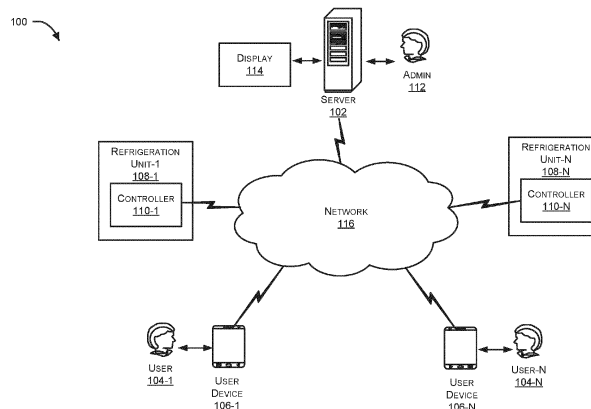 100
DISPLAY
114
ADMIN
112
SERVER
102
REFRIGERATION
UNIT-1
108-1
CONTROLLER
110-1
REFRIGERATION
UNIT-N
108-N
CONTROLLER
110-N
NETWORK
116
USER
104-1
USER
DEVICE
106-1
USER
DEVICE
106-N
USER-N
104-N